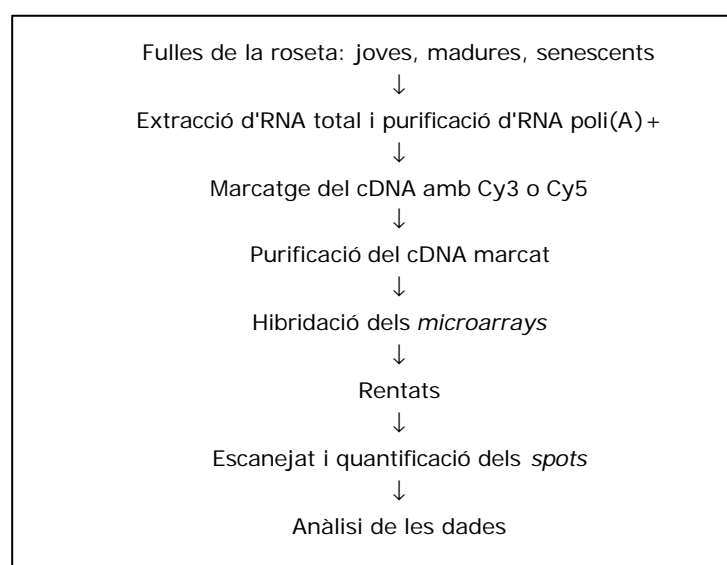 Fulles de la roseta: joves, madures, senescents
↓
Extracció d'RNA total i purificació d'RNA poli(A)+
↓
Marcatge del cDNA amb Cy3 o Cy5
↓
Purificació del cDNA marcat
↓
Hibridació dels microarrays
↓
Rentats
↓
Escanejat i quantificació dels spots
↓
Anàlisi de les dades